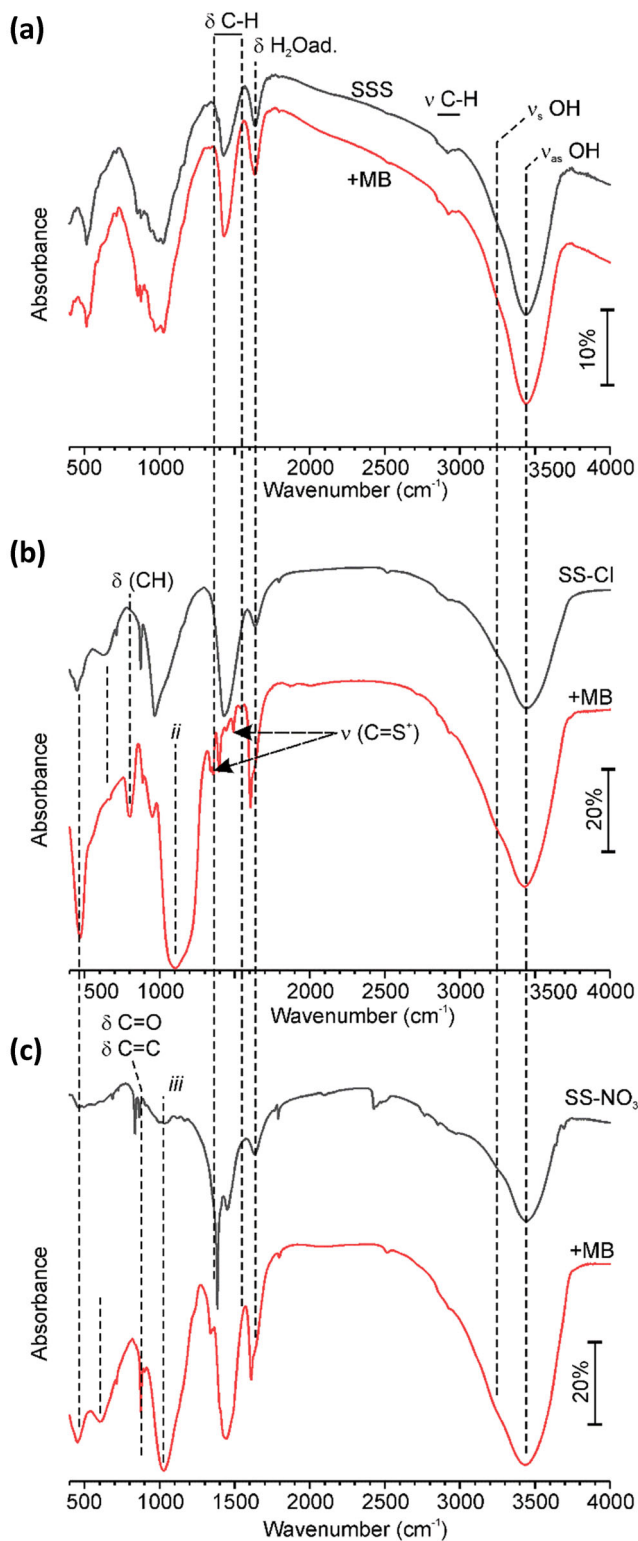 (a)
δ C-H
δ H₂Oad.
SSS
ν C-H
νₛ OH
νₐₛ OH
+MB
Absorbance
10%
500 1000 1500 2000 2500 3000 3500 4000
Wavenumber (cm⁻¹)
(b)
δ (CH)
SS-Cl
ii
+MB
ν (C=S⁺)
Absorbance
20%
500 1000 1500 2000 2500 3000 3500 4000
Wavenumber (cm⁻¹)
(c)
δ C=O
δ C=C
iii
SS-NO₃
+MB
Absorbance
20%
500 1000 1500 2000 2500 3000 3500 4000
Wavenumber (cm⁻¹)